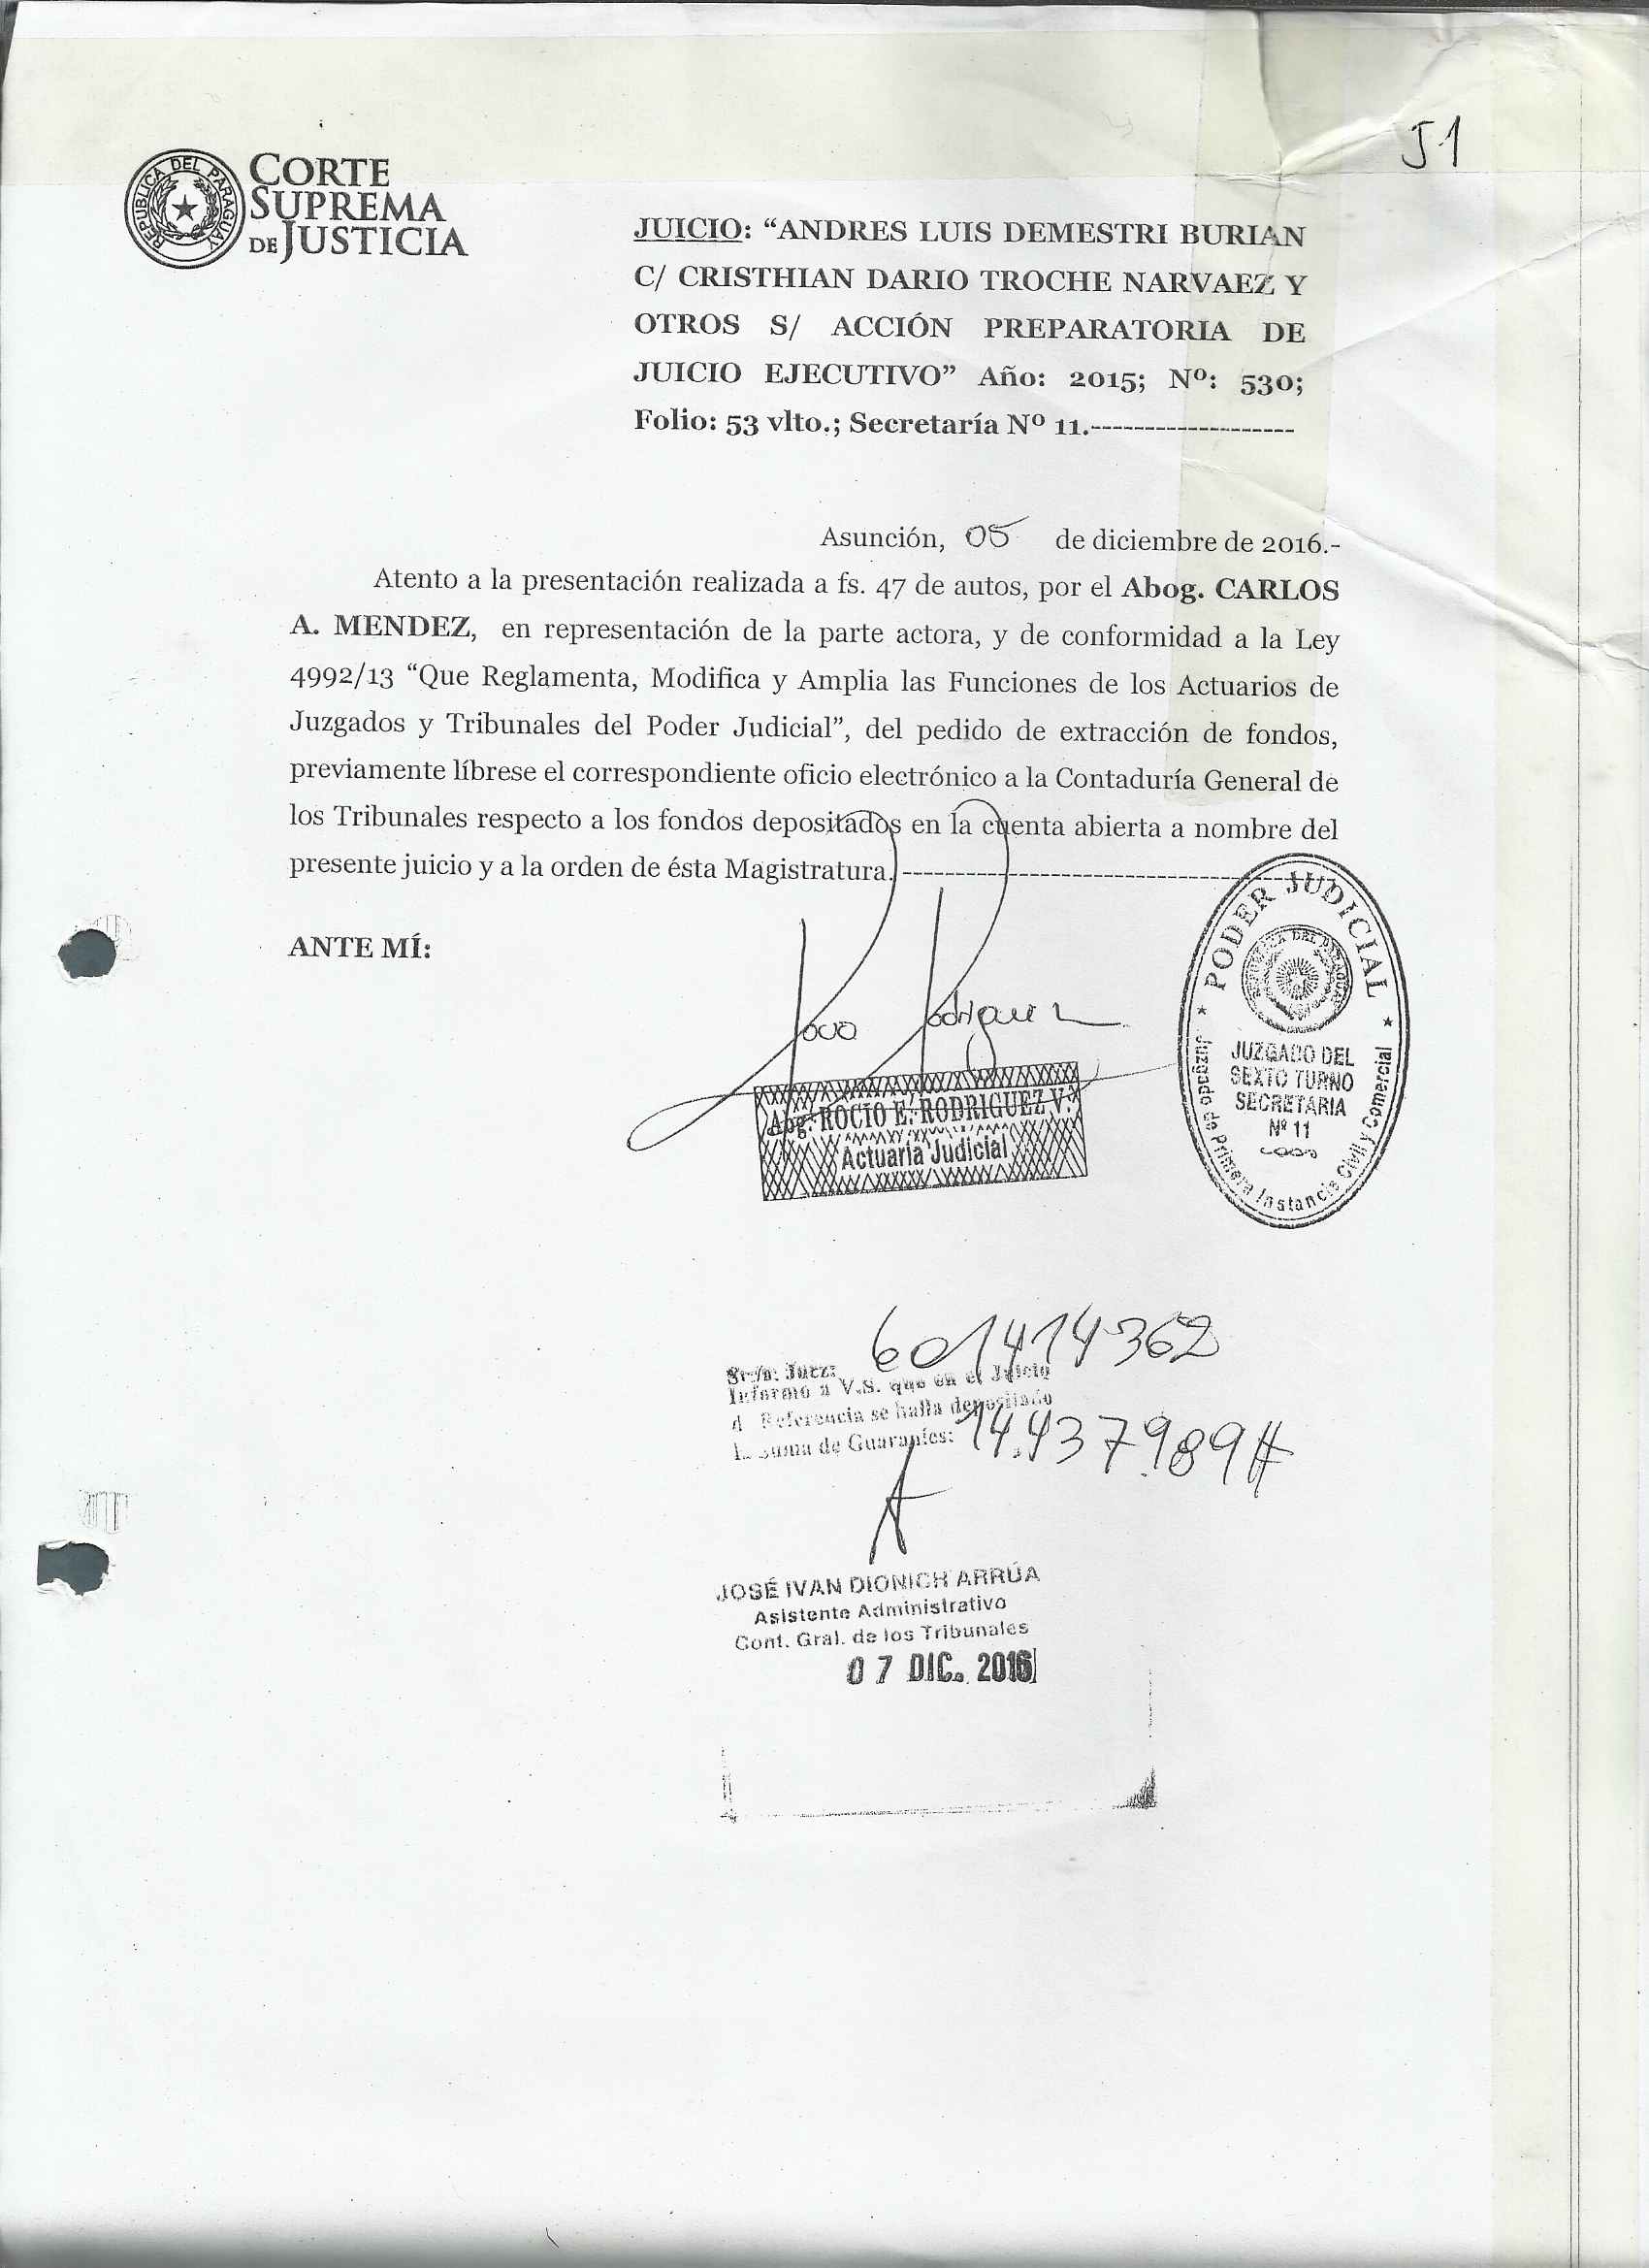 51
REPUBLICA DEL PARAGUAY
CORTE
SUPREMA
DE JUSTICIA
JUICIO: “ANDRES LUIS DEMESTRI BURIAN
C/ CRISTHIAN DARIO TROCHE NARVAEZ Y
OTROS S/ ACCIÓN PREPARATORIA DE
JUICIO EJECUTIVO” Año: 2015; Nº: 530;
Folio: 53 vlto.; Secretaría Nº 11.-------------------
Asunción, 05 de diciembre de 2016.-
Atento a la presentación realizada a fs. 47 de autos, por el Abog. CARLOS
A. MENDEZ, en representación de la parte actora, y de conformidad a la Ley
4992/13 “Que Reglamenta, Modifica y Amplia las Funciones de los Actuarios de
Juzgados y Tribunales del Poder Judicial”, del pedido de extracción de fondos,
previamente líbrese el correspondiente oficio electrónico a la Contaduría General de
los Tribunales respecto a los fondos depositados en la cuenta abierta a nombre del
presente juicio y a la orden de ésta Magistratura.-----------------------------------------
ANTE MÍ:
Rodriguez
Abg. ROCIO E. RODRIGUEZ V.
Actuaria Judicial
PODER JUDICIAL
JUZGADO DEL
SEXTO TURNO
SECRETARIA
Nº 11
Juzgado de Primera Instancia Civil y Comercial
601414362
Sr/a. Juez:
Informo a V.S. que en el Juicio
d Referencia se halla depositado
suma de Guaraníes: 14.437.989#
JOSÉ IVAN DIONICH ARRÚA
Asistente Administrativo
Cont. Gral. de los Tribunales
07 DIC. 2016